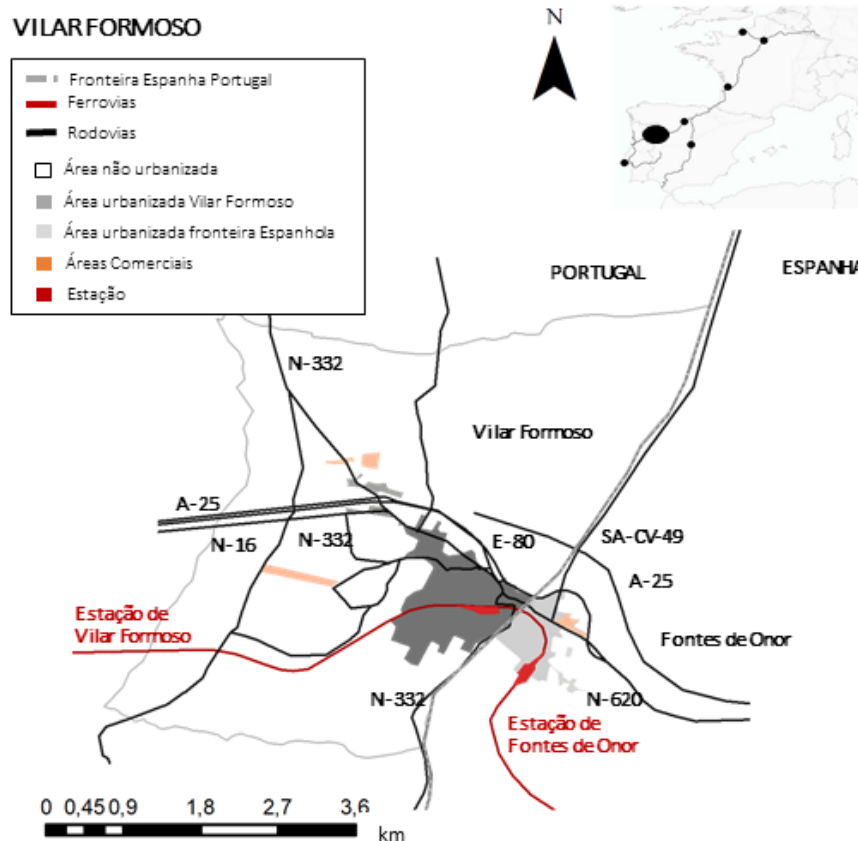 VILAR FORMOSO
N
Fronteira Espanha Portugal
Ferrovias
Rodovias
Área não urbanizada
Área urbanizada Vilar Formoso
Área urbanizada fronteira Espanhola
Áreas Comerciais
Estação
PORTUGAL
ESPANHA
N-332
Vilar Formoso
A-25
N-16
N-332
E-80
SA-CV-49
A-25
Estação de
Vilar Formoso
Fontes de Onor
N-332
N-620
Estação de
Fontes de Onor
0 0,45 0,9 1,8 2,7 3,6
km